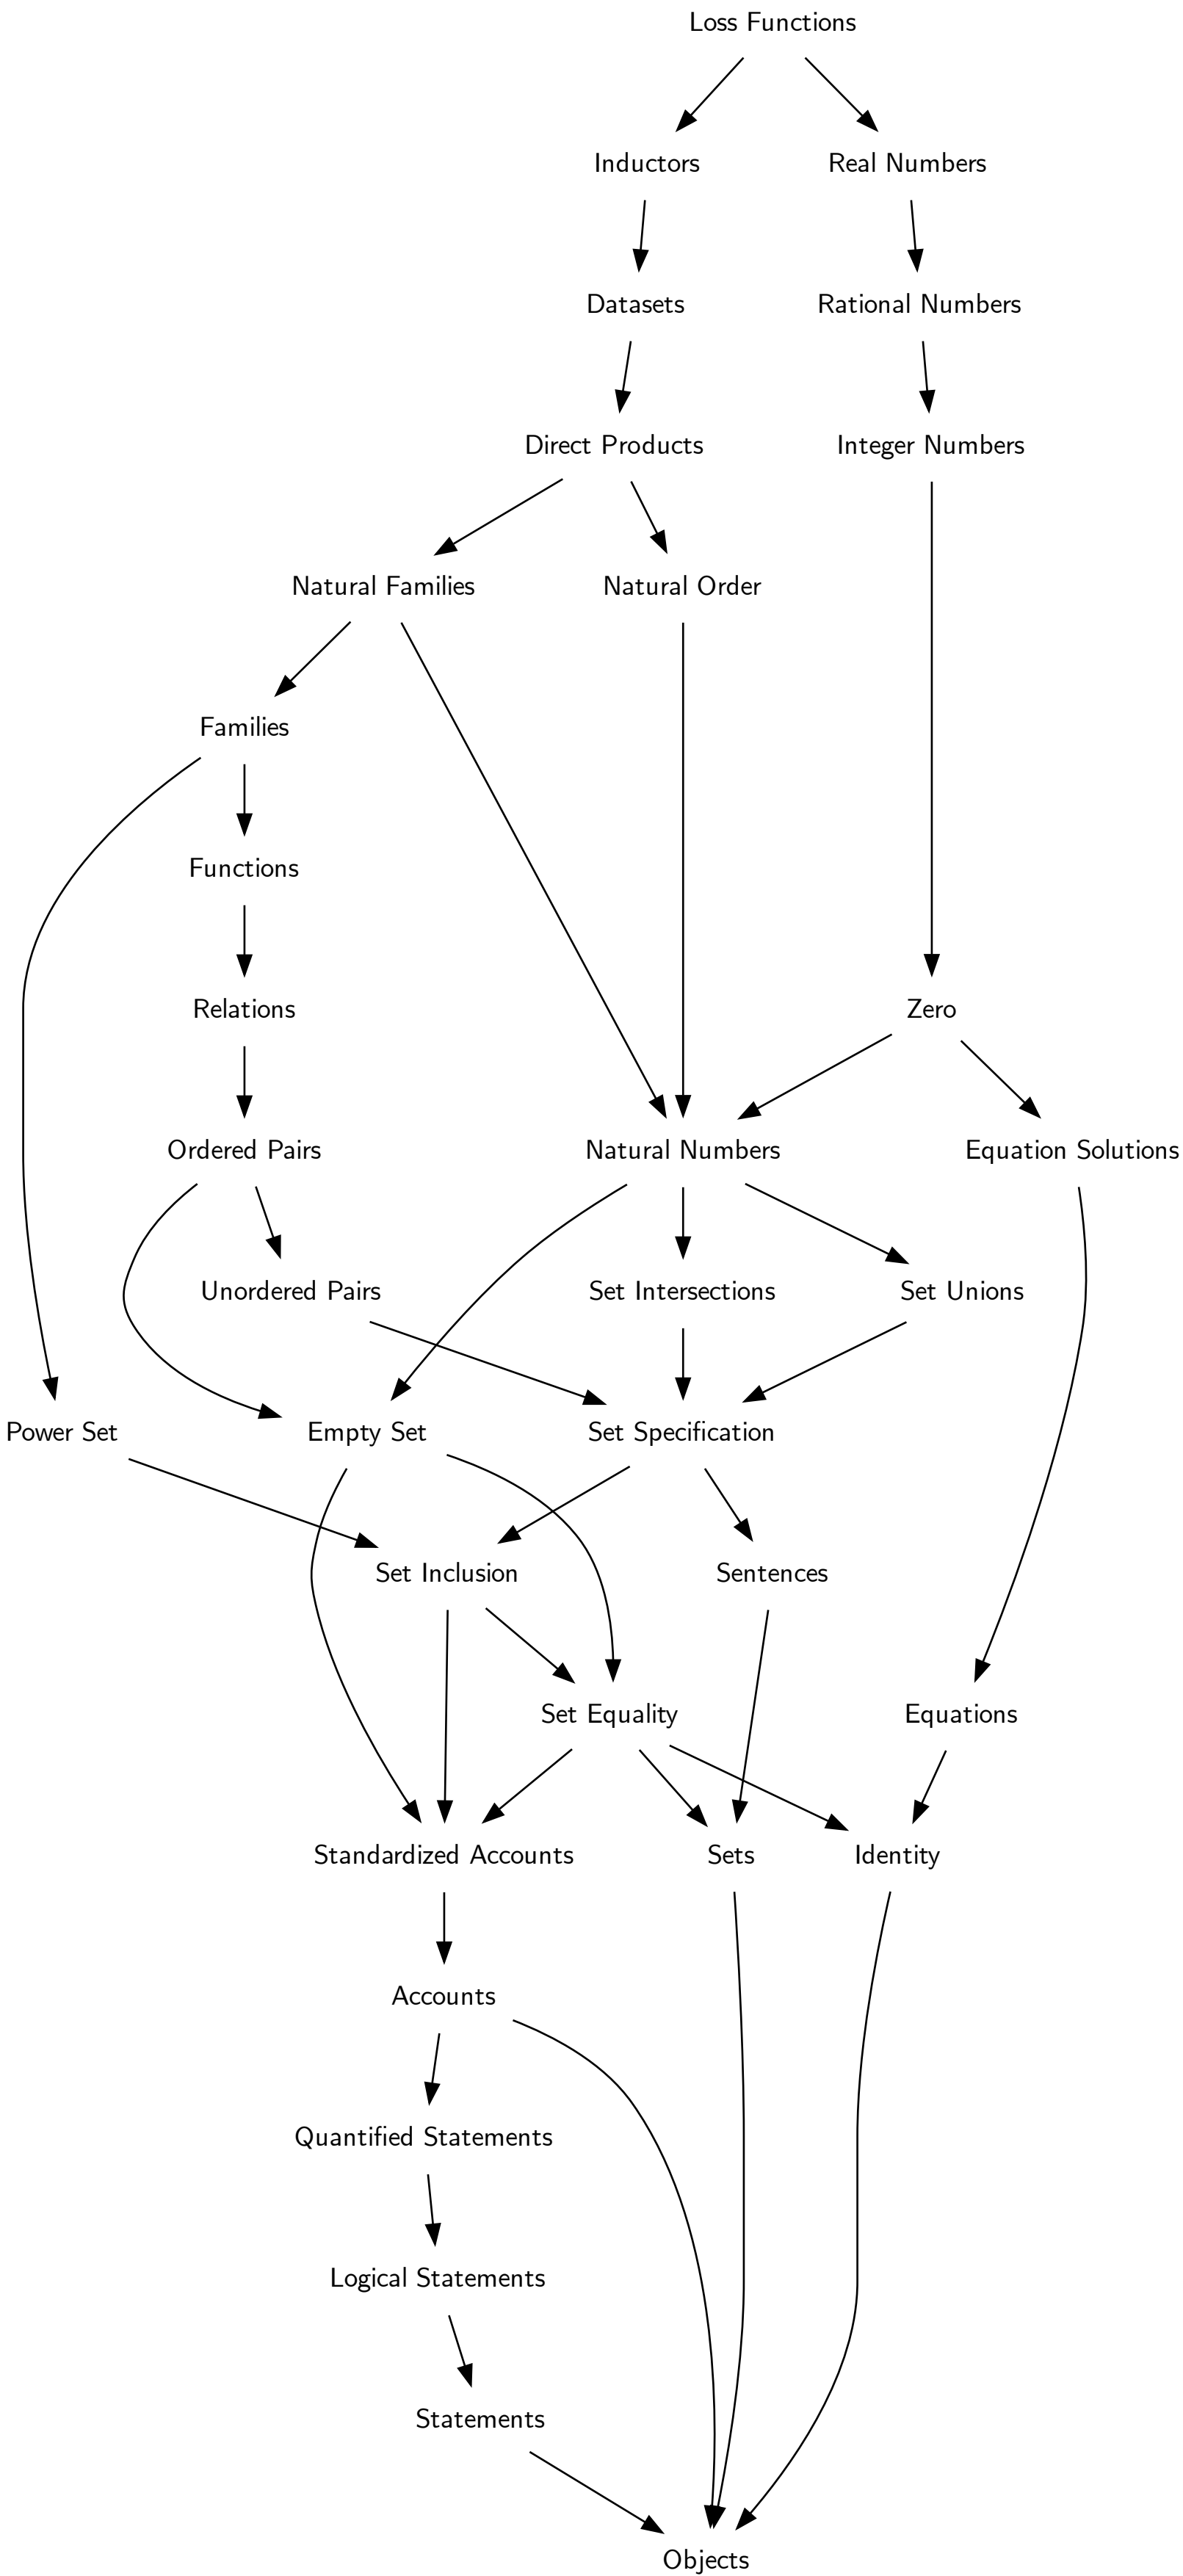 Loss Functions
Inductors
Real Numbers
Datasets
Rational Numbers
Direct Products
Integer Numbers
Natural Families
Natural Order
Families
Functions
Relations
Zero
Ordered Pairs
Natural Numbers
Equation Solutions
Unordered Pairs
Set Intersections
Set Unions
Power Set
Empty Set
Set Specification
Set Inclusion
Sentences
Set Equality
Equations
Standardized Accounts
Sets
Identity
Accounts
Quantified Statements
Logical Statements
Statements
Objects